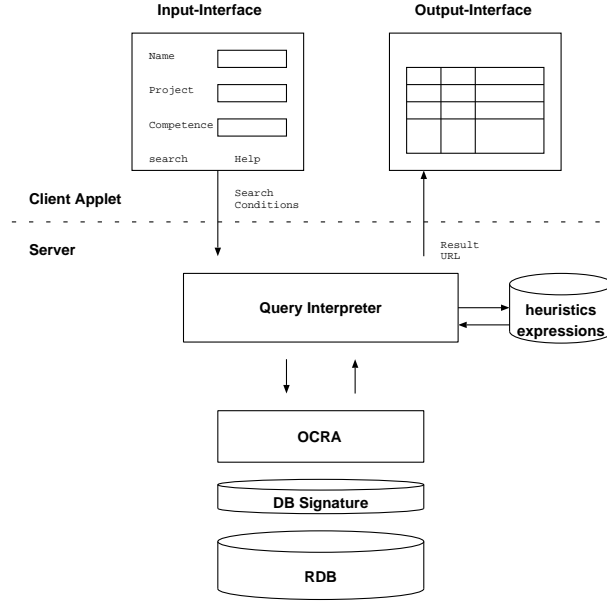 Input-Interface
Output-Interface
Name
Project
Competence
search
Help
Client Applet
Search
Conditions
Server
Result
URL
Query Interpreter
heuristics
expressions
OCRA
DB Signature
RDB